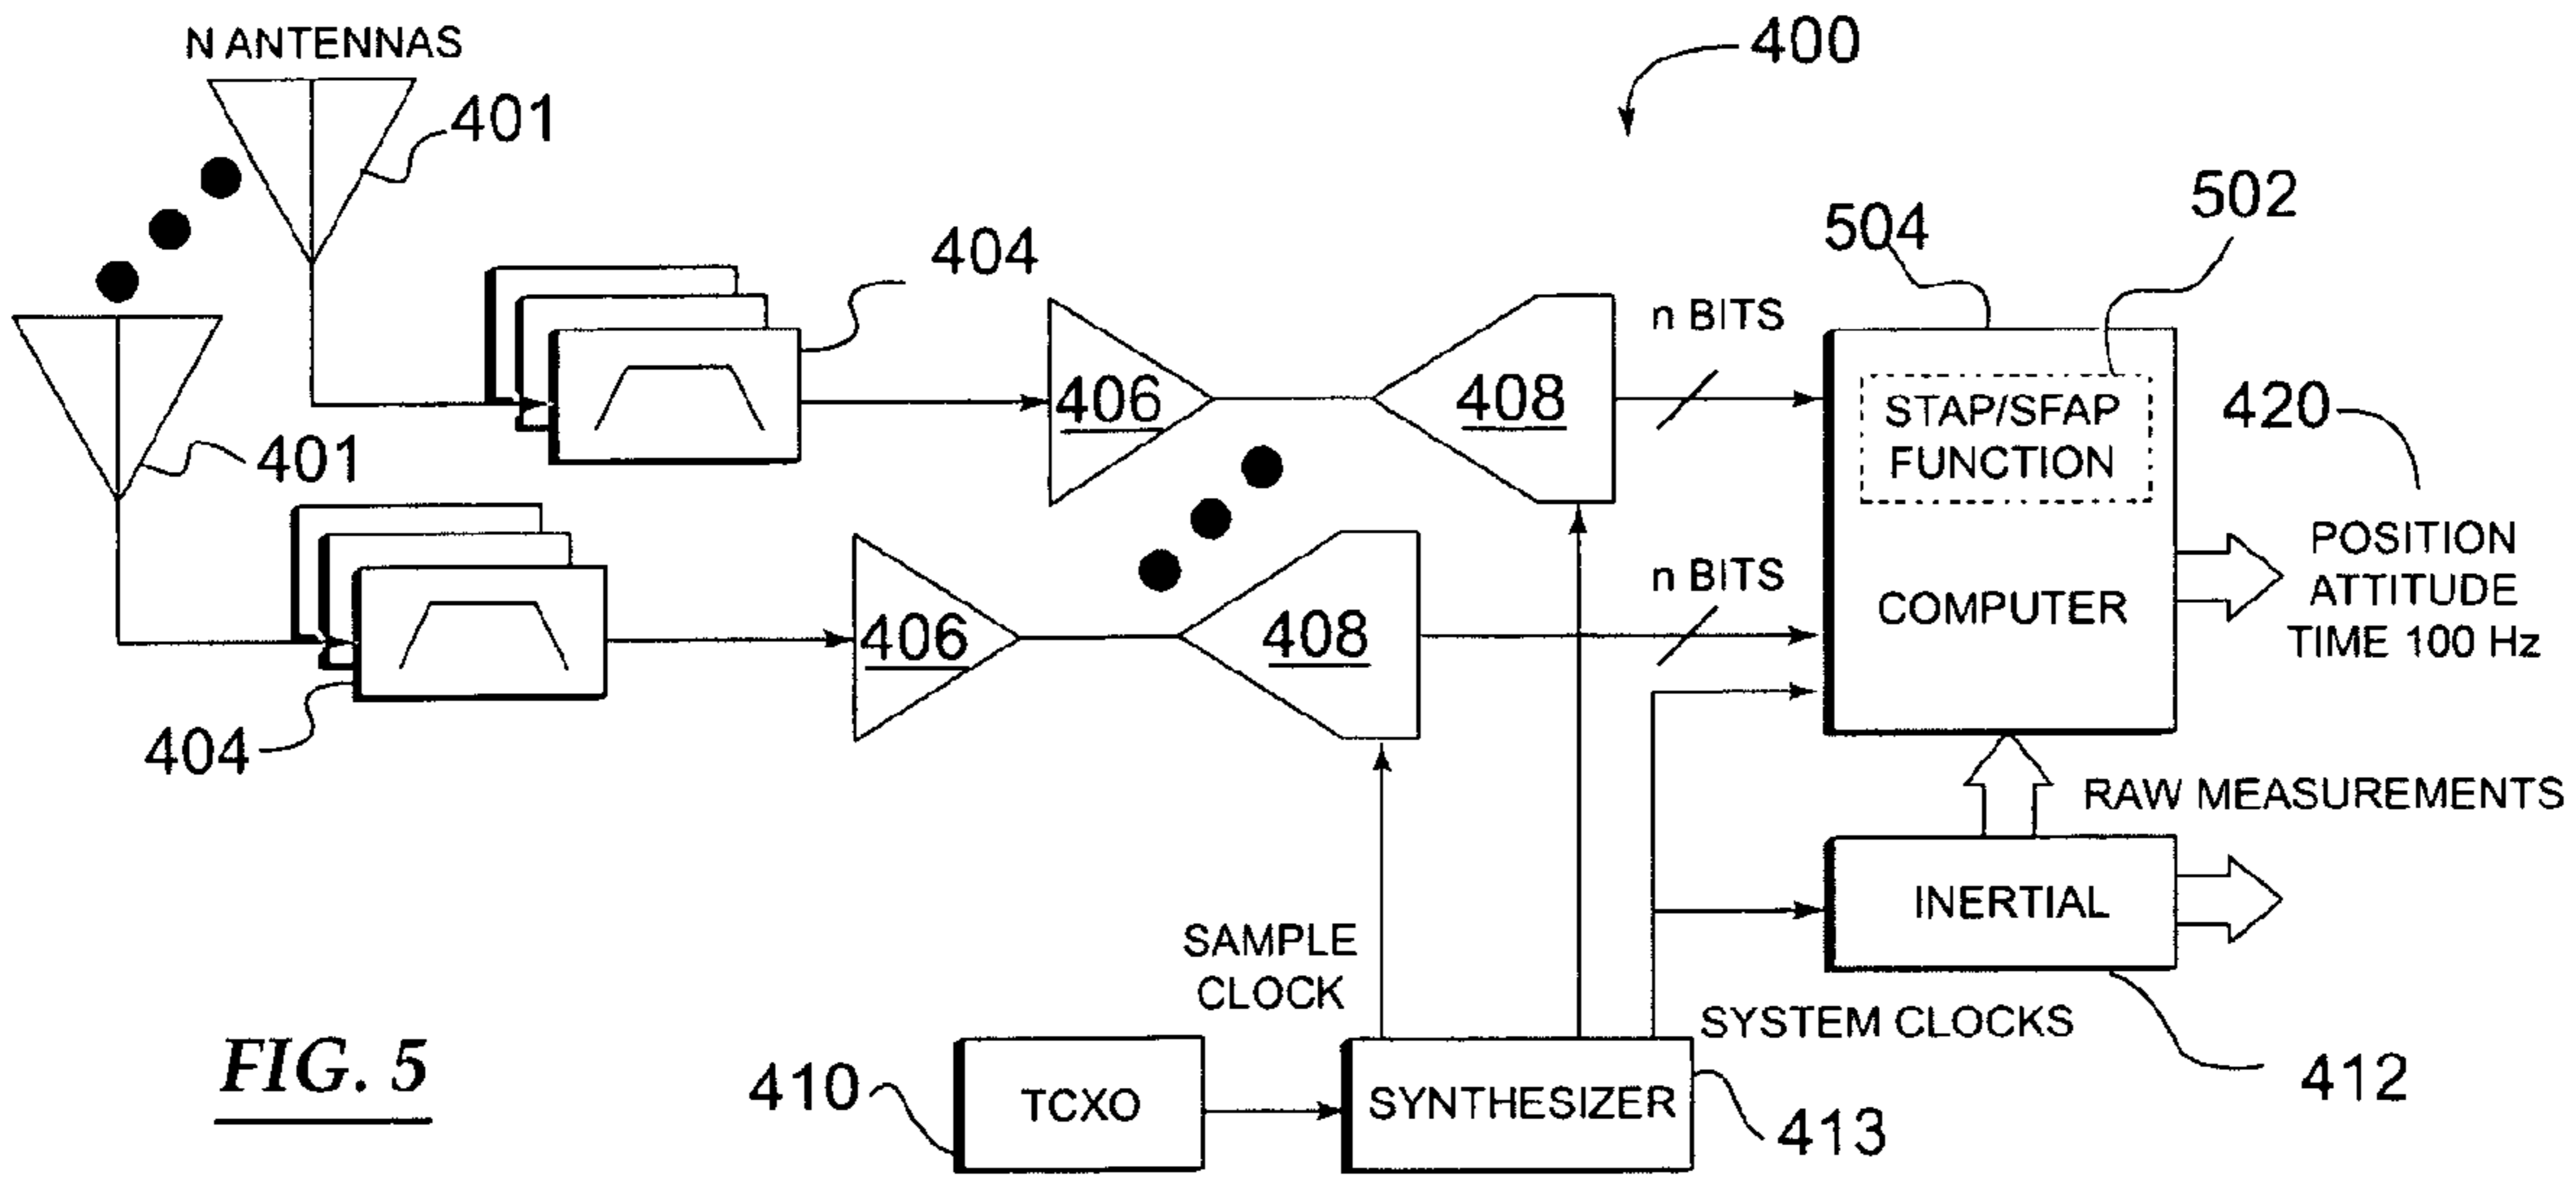 N ANTENNAS
400
401
502
504
404
n BITS
406
408
STAP/SFAP
FUNCTION
420
401
POSITION
ATTITUDE
TIME 100 Hz
n BITS
COMPUTER
406
408
404
RAW MEASUREMENTS
INERTIAL
SAMPLE
CLOCK
SYSTEM CLOCKS
FIG. 5
410
TCXO
SYNTHESIZER
413
412